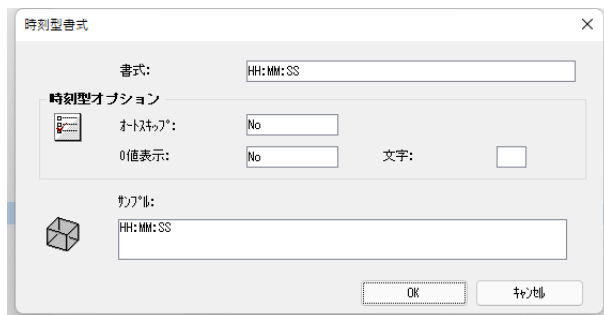 時刻型書式
書式: HH:MM:SS
時刻型オプション
ｵｰﾄｽｷｯﾌﾟ: No
0値表示: No 文字:
ｻﾝﾌﾟﾙ:
HH:MM:SS
OK ｷｬﾝｾﾙ